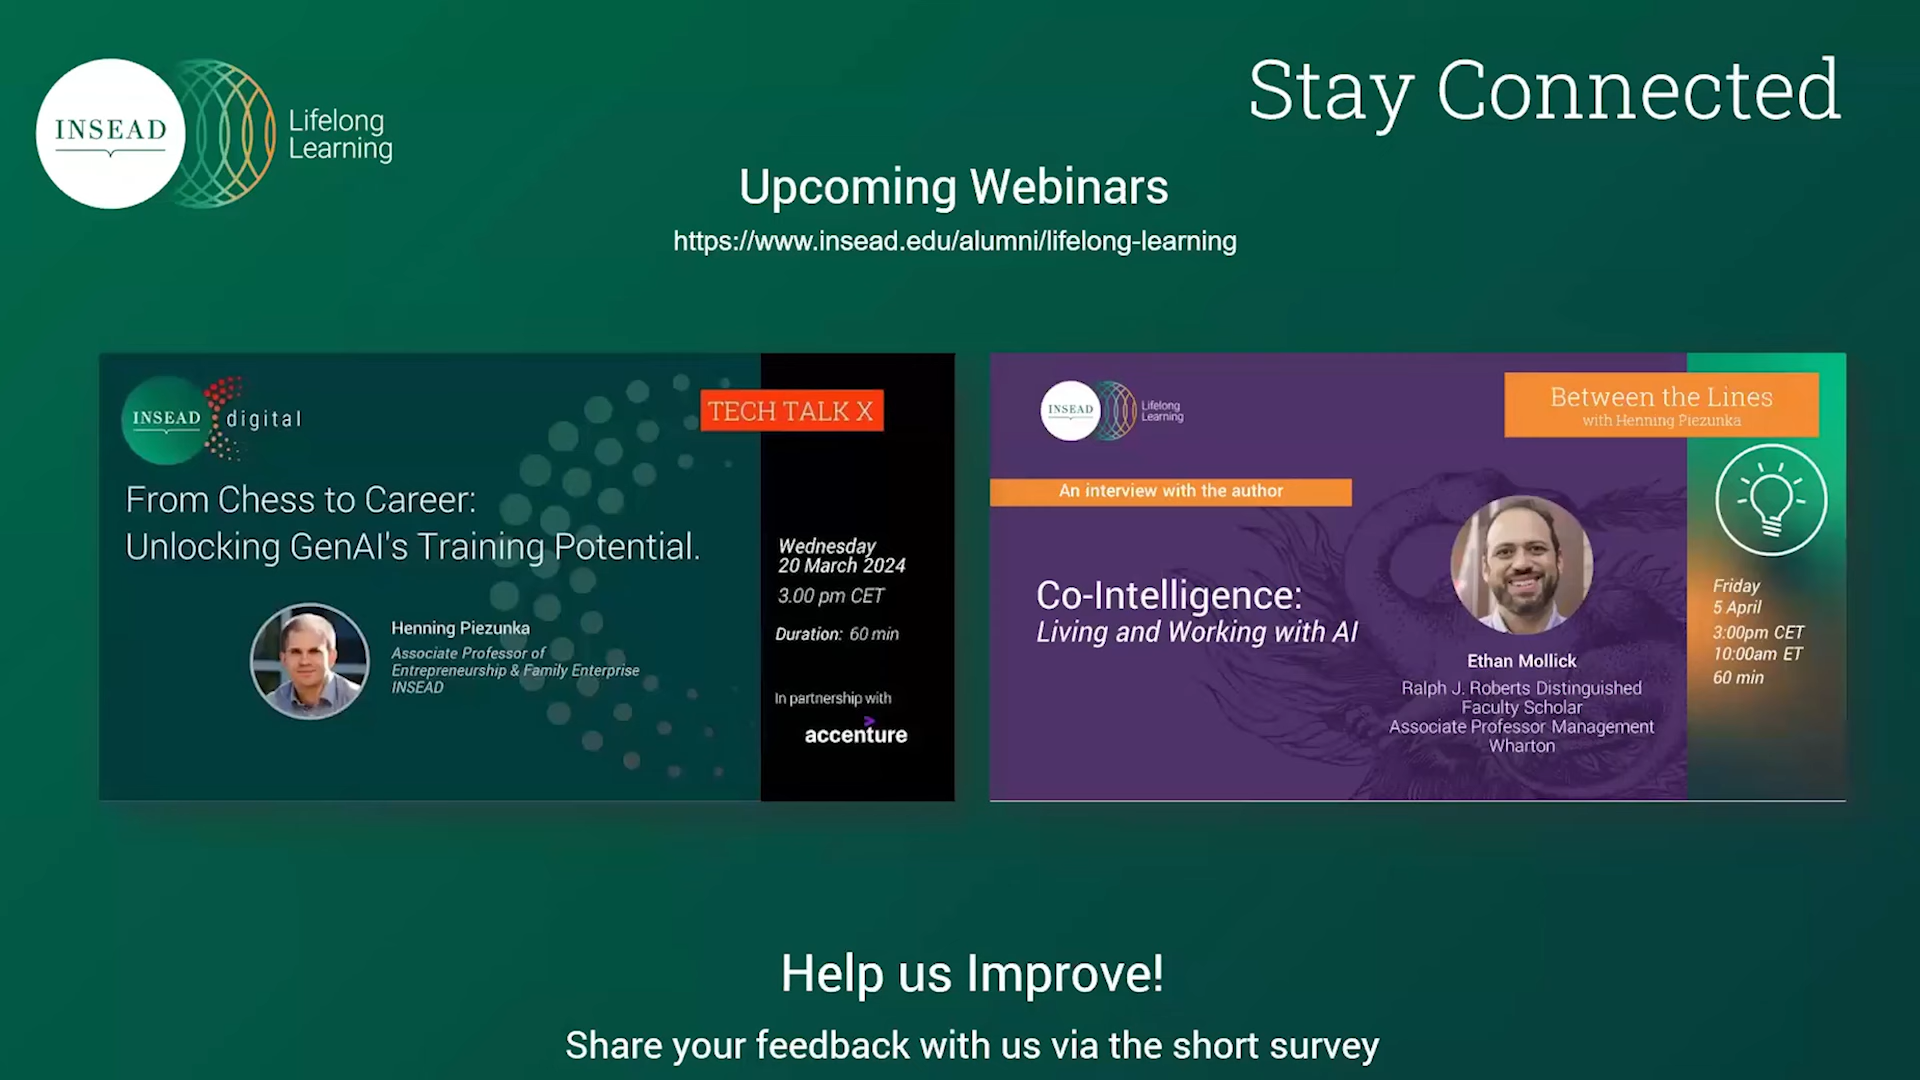 INSEAD
Lifelong
Learning
Stay Connected
Upcoming Webinars
https://www.insead.edu/alumni/lifelong-learning
INSEAD
digital
TECH TALK X
From Chess to Career:
Unlocking GenAI's Training Potential.
Henning Piezunka
Associate Professor of
Entrepreneurship & Family Enterprise
INSEAD
Wednesday
20 March 2024
3.00 pm CET
Duration: 60 min
In partnership with
accenture
INSEAD
Lifelong
Learning
Between the Lines
with Henning Piezunka
An interview with the author
Co-Intelligence:
Living and Working with AI
Ethan Mollick
Ralph J. Roberts Distinguished
Faculty Scholar
Associate Professor Management
Wharton
Friday
5 April
3:00pm CET
10:00am ET
60 min
Help us Improve!
Share your feedback with us via the short survey